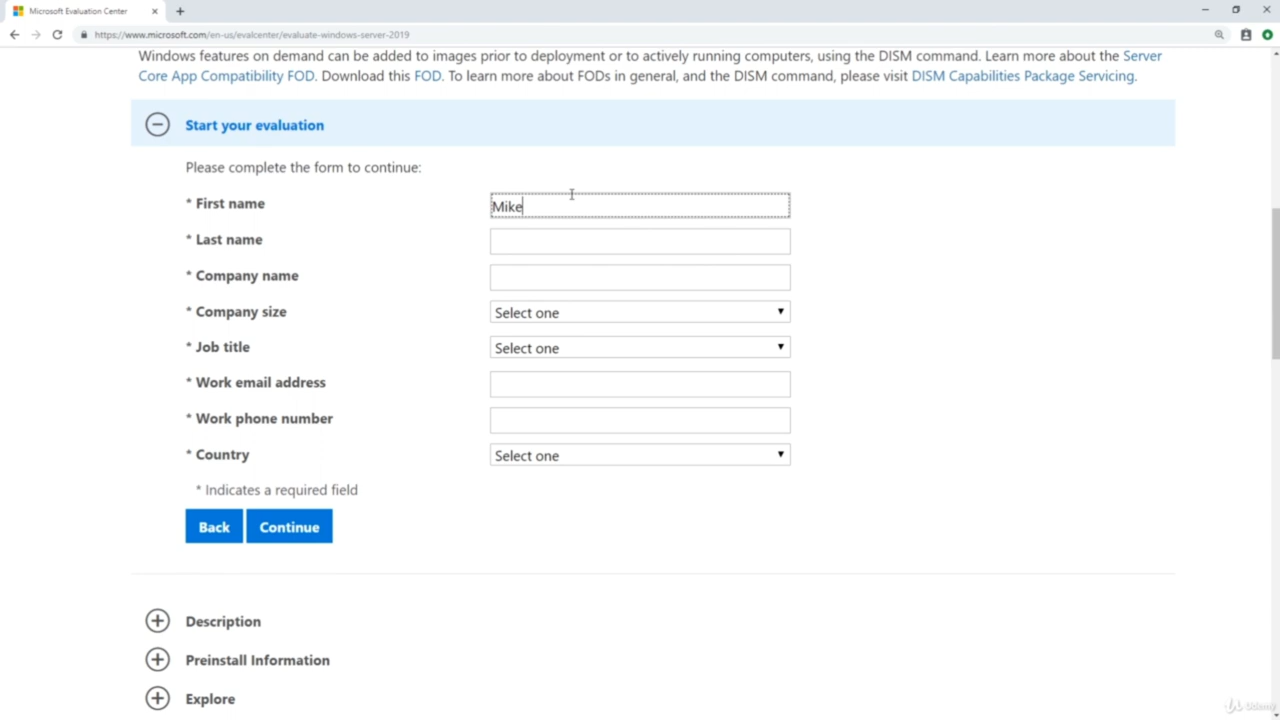 Microsoft Evaluation Center
https://www.microsoft.com/en-us/evalcenter/evaluate-windows-server-2019
Windows features on demand can be added to images prior to deployment or to actively running computers, using the DISM command. Learn more about the Server
Core App Compatibility FOD. Download this FOD. To learn more about FODs in general, and the DISM command, please visit DISM Capabilities Package Servicing.
Start your evaluation
Please complete the form to continue:
* First name
Mike
* Last name
* Company name
* Company size
Select one
* Job title
Select one
* Work email address
* Work phone number
* Country
Select one
* Indicates a required field
Back Continue
Description
Preinstall Information
Explore
Udemy